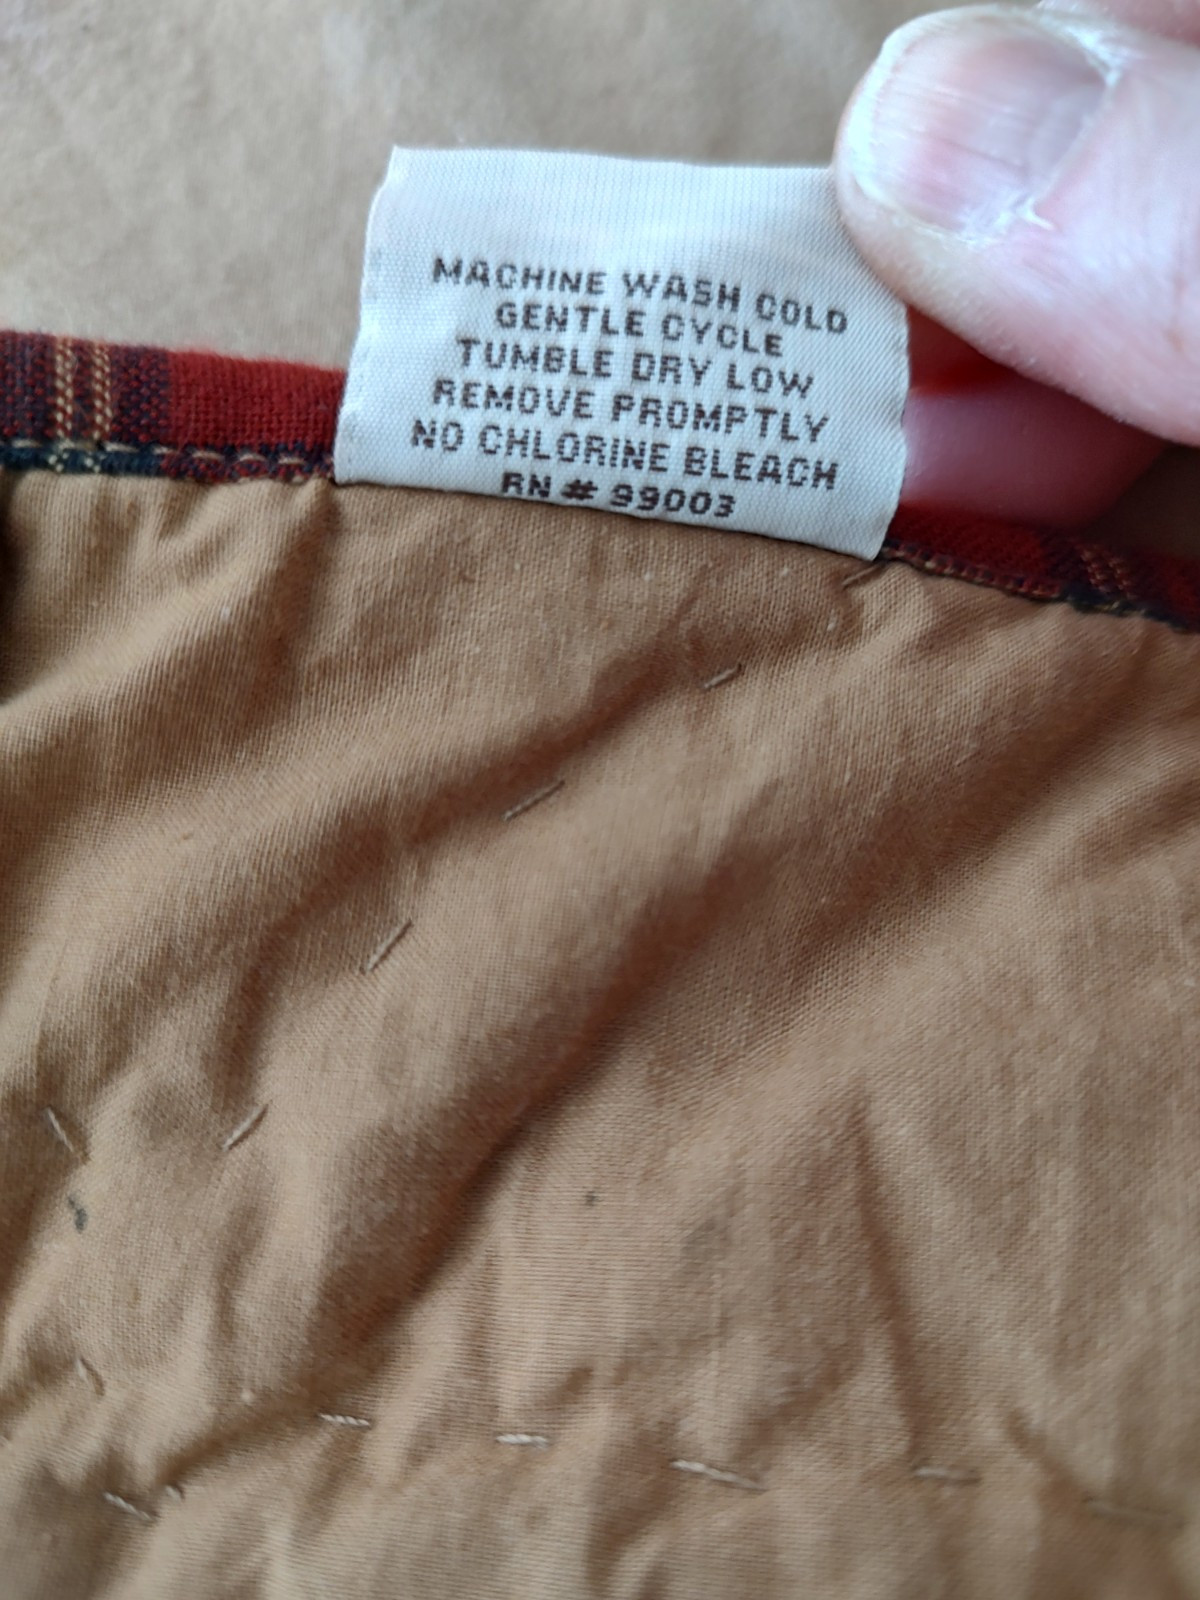 MACHINE WASH COLD
GENTLE CYCLE
TUMBLE DRY LOW
REMOVE PROMPTLY
NO CHLORINE BLEACH
RN # 99003